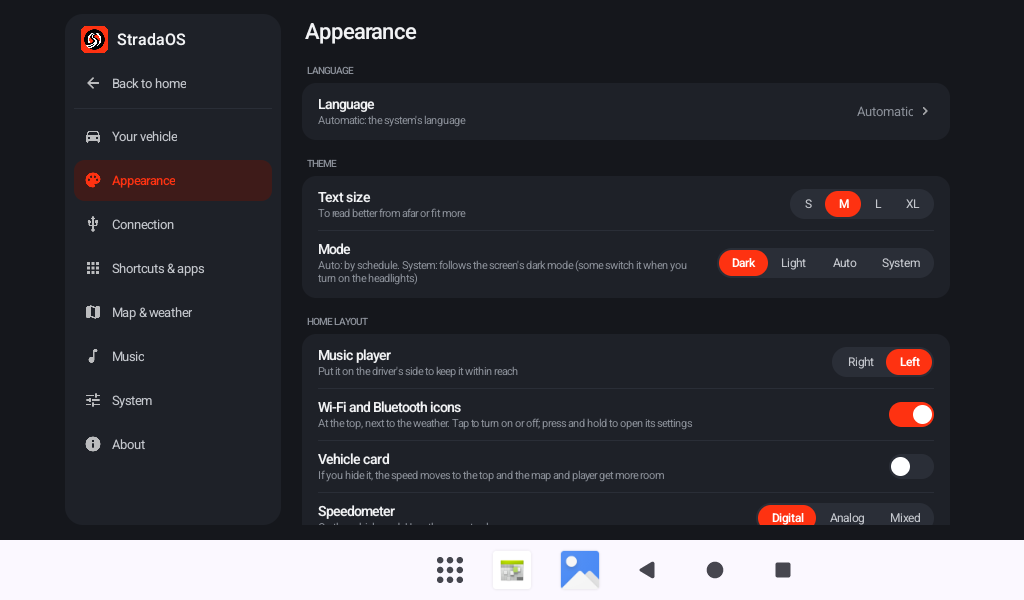 StradaOS
Back to home
Your vehicle
Appearance
Connection
Shortcuts & apps
Map & weather
Music
System
About
Appearance
LANGUAGE
Language
Automatic: the system's language
Automatic
THEME
Text size
To read better from afar or fit more
S M L XL
Mode
Auto: by schedule. System: follows the screen's dark mode (some switch it when you
turn on the headlights)
Dark Light Auto System
HOME LAYOUT
Music player
Put it on the driver's side to keep it within reach
Right Left
Wi-Fi and Bluetooth icons
At the top, next to the weather. Tap to turn on or off; press and hold to open its settings
Vehicle card
If you hide it, the speed moves to the top and the map and player get more room
Speedometer
Digital Analog Mixed